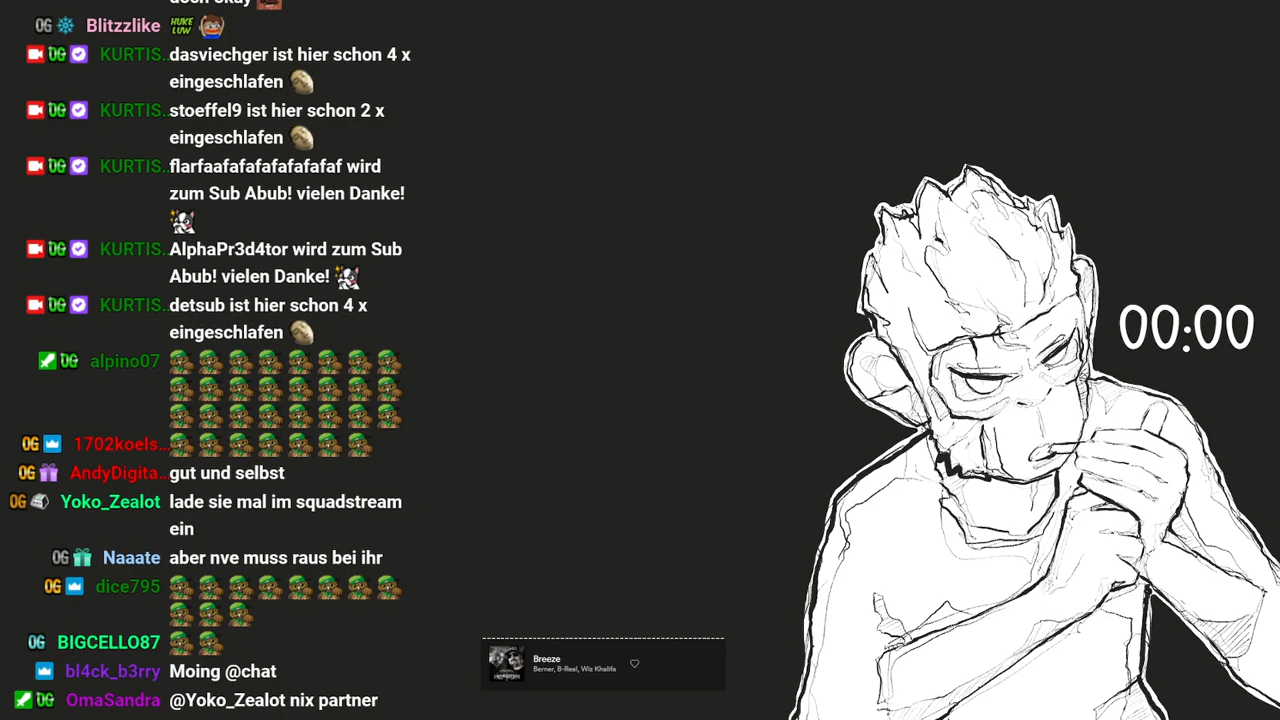 Blitzzlike HUKE LUW
KURTIS.. dasviechger ist hier schon 4 x
eingeschlafen
KURTIS.. stoeffel9 ist hier schon 2 x
eingeschlafen
KURTIS.. flarfaafafafafafafaf wird
zum Sub Abub! vielen Danke!
KURTIS.. AlphaPr3d4tor wird zum Sub
Abub! vielen Danke!
KURTIS.. detsub ist hier schon 4 x
eingeschlafen
alpino07
1702koels..
AndyDigita.. gut und selbst
Yoko_Zealot lade sie mal im squadstream
ein
Naaate aber nve muss raus bei ihr
dice795
BIGCELLO87
bl4ck_b3rry Moing @chat
OmaSandra @Yoko_Zealot nix partner
00:00
Breeze
Berner, B-Real, Wiz Khalifa